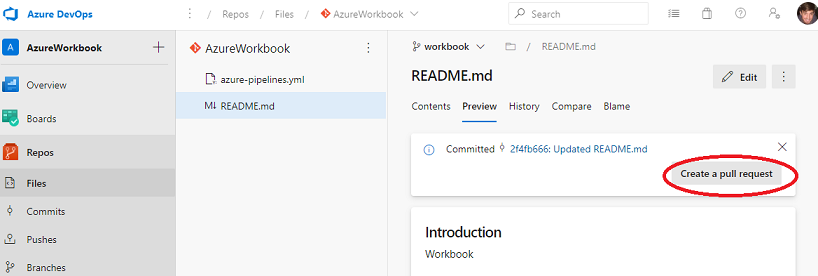 Azure DevOps
/ Repos / Files / AzureWorkbook
Search
A AzureWorkbook
Overview
Boards
Repos
Files
Commits
Pushes
Branches
AzureWorkbook
azure-pipelines.yml
M↓ README.md
workbook / README.md
README.md
Edit
Contents Preview History Compare Blame
Committed 2f4fb666: Updated README.md
Create a pull request
Introduction
Workbook